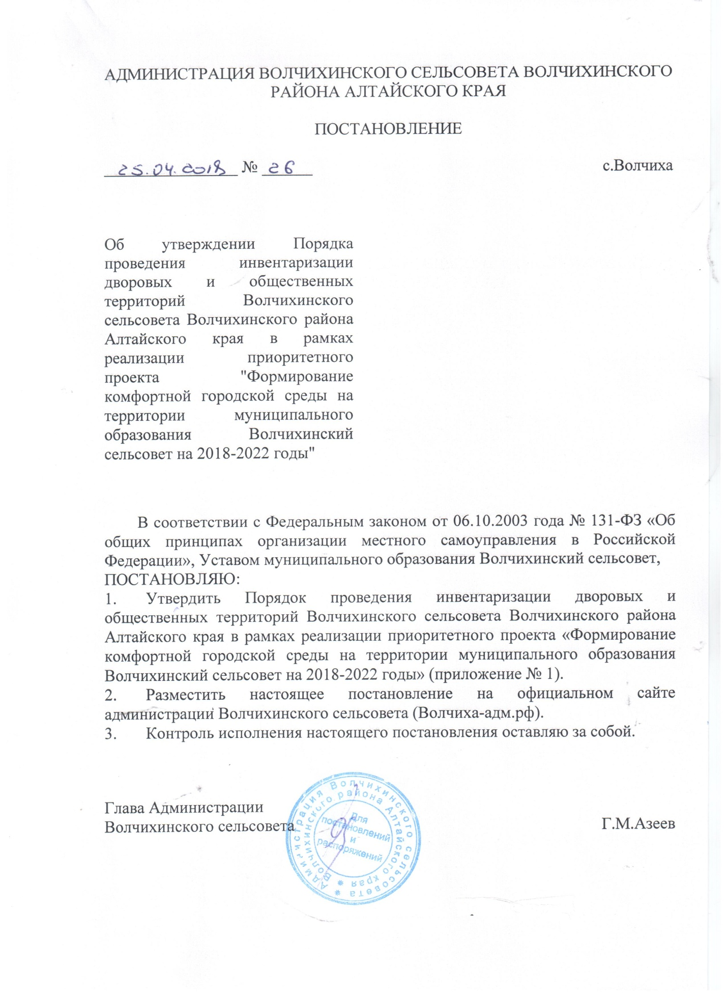 АДМИНИСТРАЦИЯ ВОЛЧИХИНСКОГО СЕЛЬСОВЕТА ВОЛЧИХИНСКОГО
РАЙОНА АЛТАЙСКОГО КРАЯ
ПОСТАНОВЛЕНИЕ
25.04.2018 № 26 с.Волчиха
Об утверждении Порядка
проведения инвентаризации
дворовых и общественных
территорий Волчихинского
сельсовета Волчихинского района
Алтайского края в рамках
реализации приоритетного
проекта "Формирование
комфортной городской среды на
территории муниципального
образования Волчихинский
сельсовет на 2018-2022 годы"
В соответствии с Федеральным законом от 06.10.2003 года № 131-ФЗ «Об
общих принципах организации местного самоуправления в Российской
Федерации», Уставом муниципального образования Волчихинский сельсовет,
ПОСТАНОВЛЯЮ:
1. Утвердить Порядок проведения инвентаризации дворовых и
общественных территорий Волчихинского сельсовета Волчихинского района
Алтайского края в рамках реализации приоритетного проекта «Формирование
комфортной городской среды на территории муниципального образования
Волчихинский сельсовет на 2018-2022 годы» (приложение № 1).
2. Разместить настоящее постановление на официальном сайте
администрации Волчихинского сельсовета (Волчиха-адм.рф).
3. Контроль исполнения настоящего постановления оставляю за собой.
Глава Администрации
Волчихинского сельсовета Г.М.Азеев
Администрация Волчихинского сельсовета
Волчихинского района Алтайского края
Для
постановлений
и
распоряжений